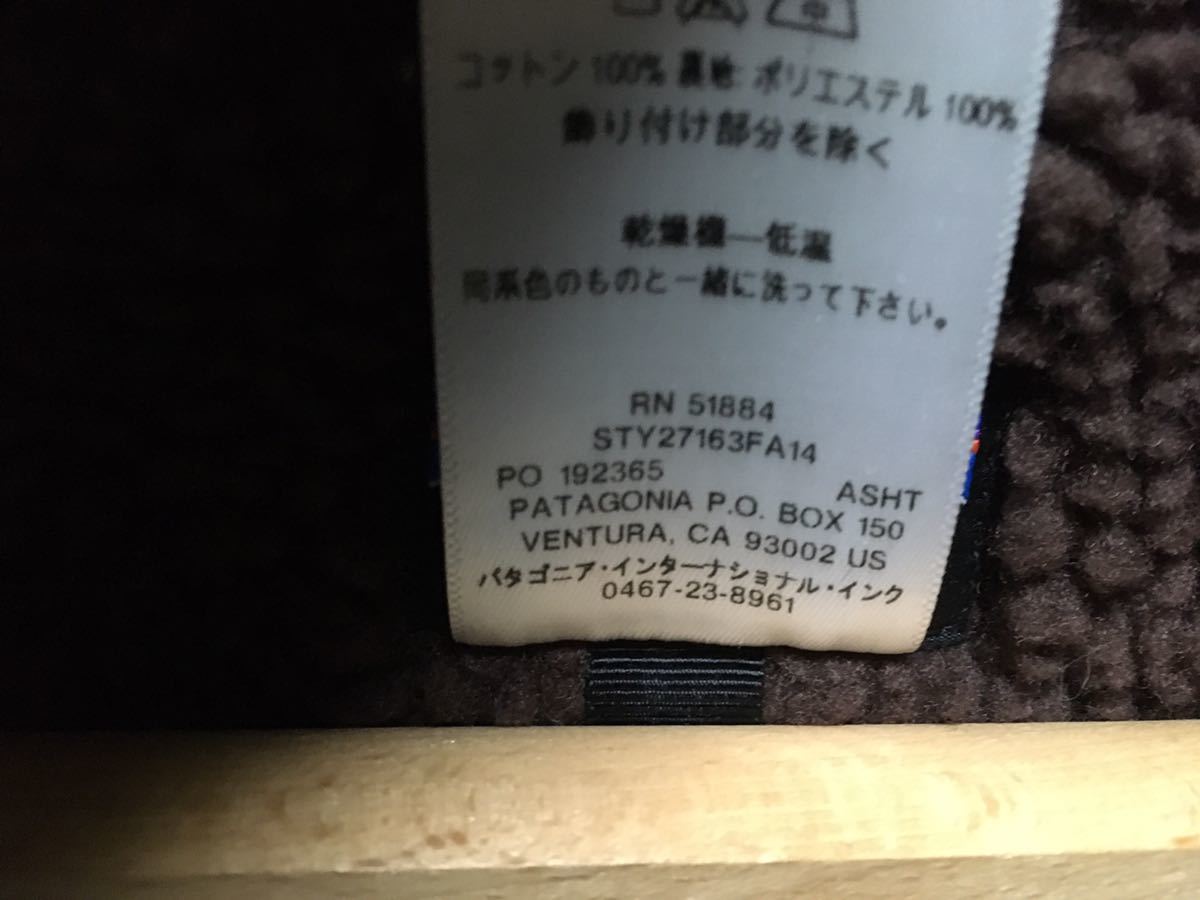 コットン 100% 裏地: ポリエステル 100%
飾り付け部分を除く
乾燥機―低温
同系色のものと一緒に洗って下さい。
RN 51884
STY27163FA14
PO 192365 ASHT
PATAGONIA P.O. BOX 150
VENTURA, CA 93002 US
パタゴニア・インターナショナル・インク
0467-23-8961